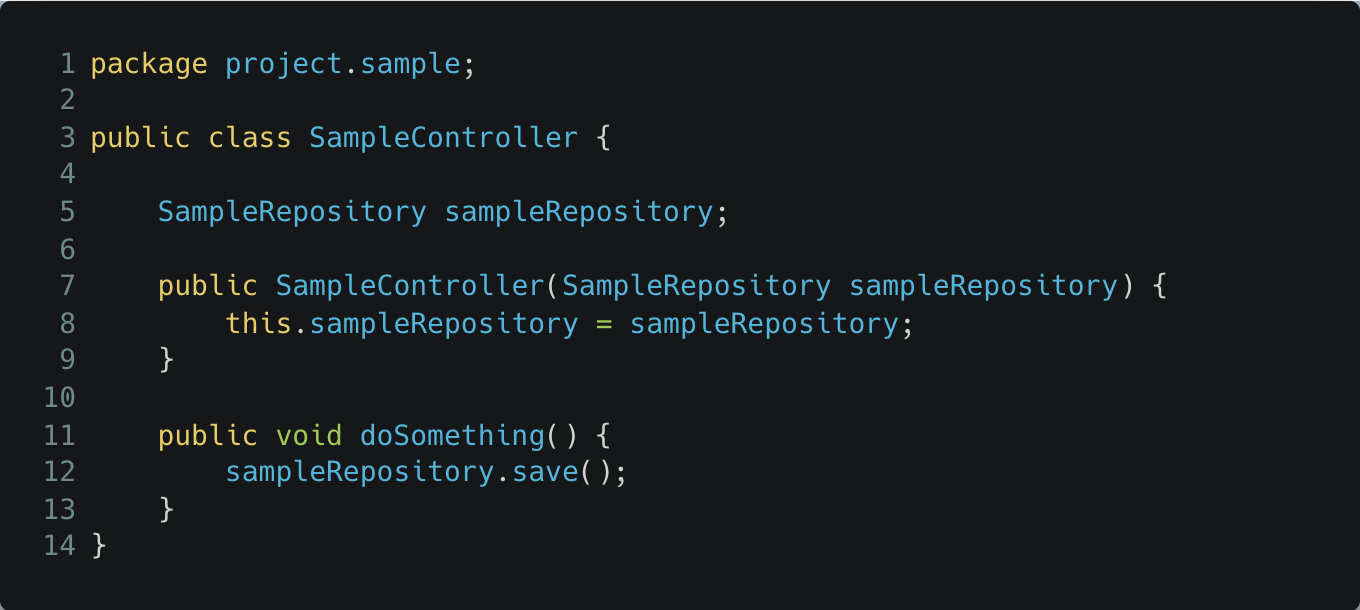 1 package project.sample;
2
3 public class SampleController {
4
5     SampleRepository sampleRepository;
6
7     public SampleController(SampleRepository sampleRepository) {
8         this.sampleRepository = sampleRepository;
9     }
10
11     public void doSomething() {
12         sampleRepository.save();
13     }
14 }